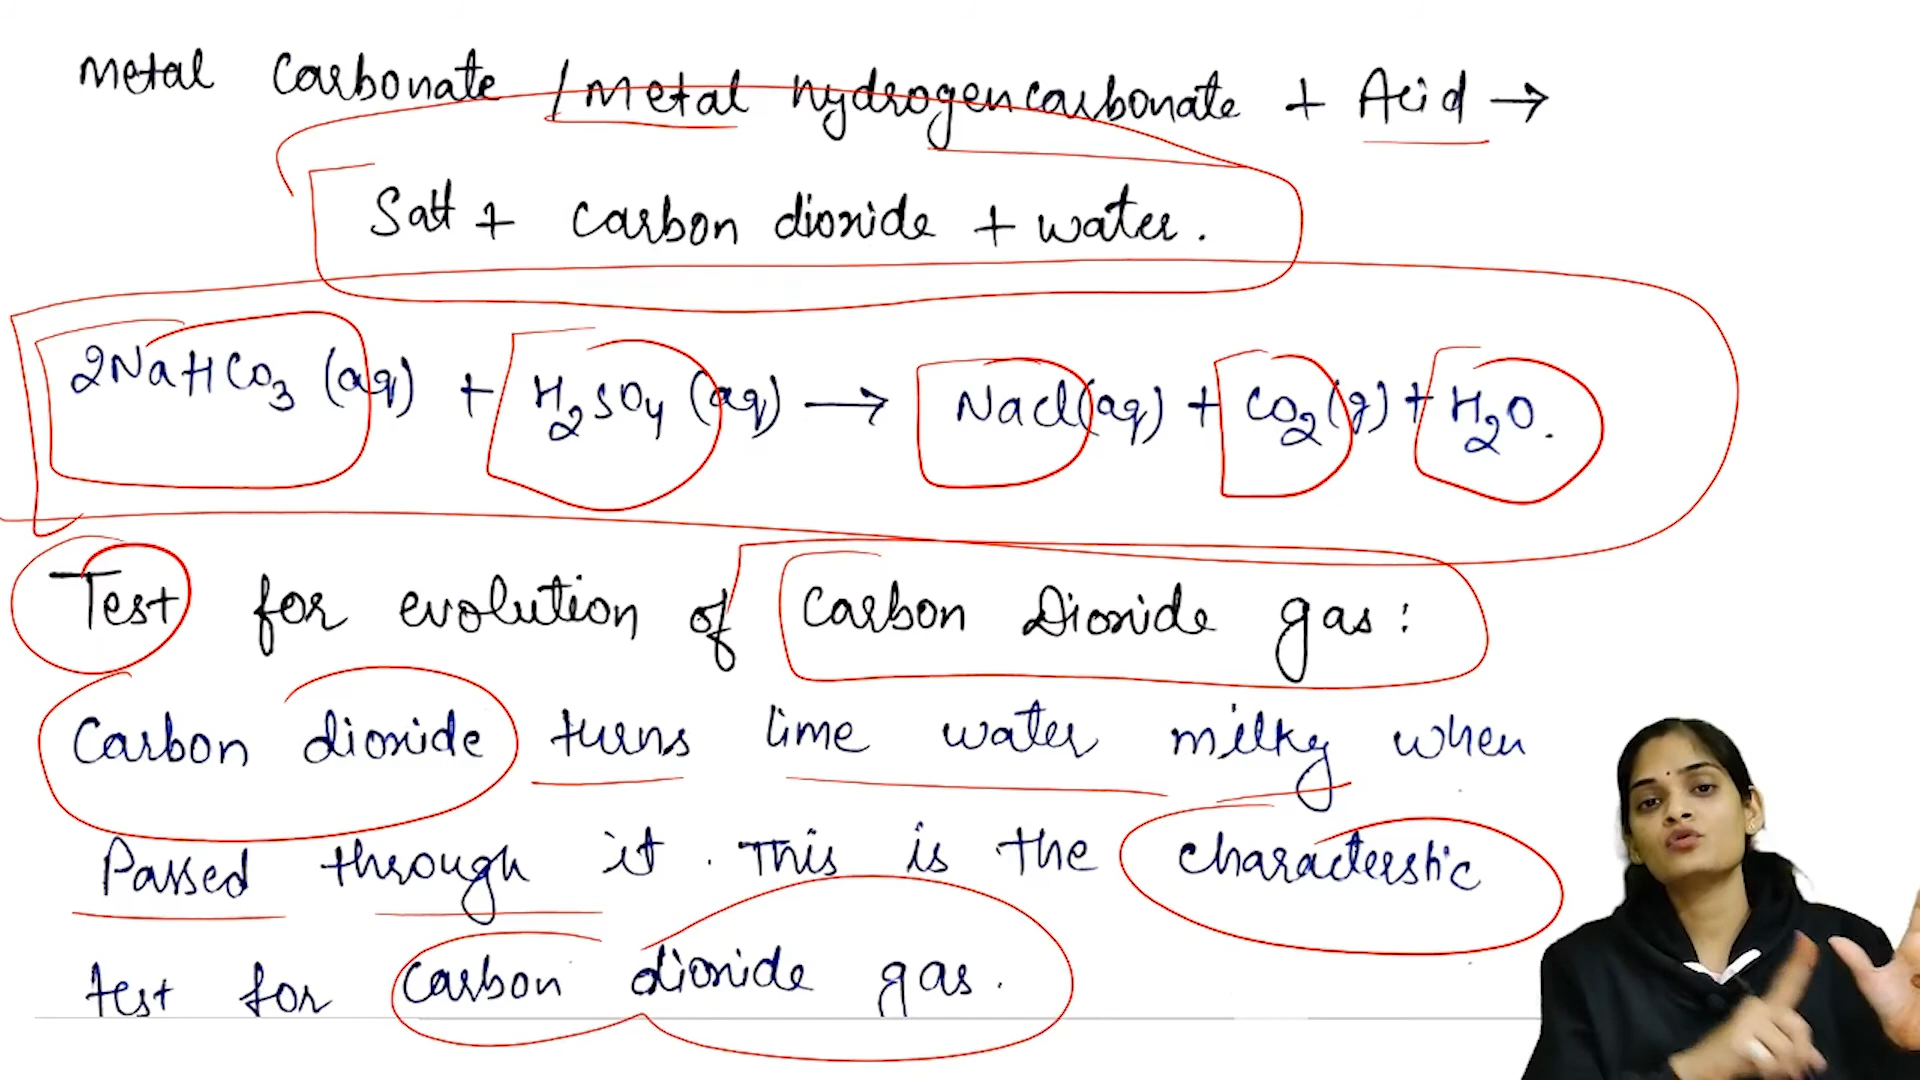 Metal Carbonate / Metal hydrogencarbonate + Acid →
Salt + Carbon dioxide + water.
2NaHCO3 (aq) + H2SO4 (aq) → NaCl(aq) + CO2(g) + H2O.
Test for evolution of Carbon Dioxide gas:
Carbon dioxide turns lime water milky when
Passed through it. This is the characterstic
test for Carbon dioxide gas.